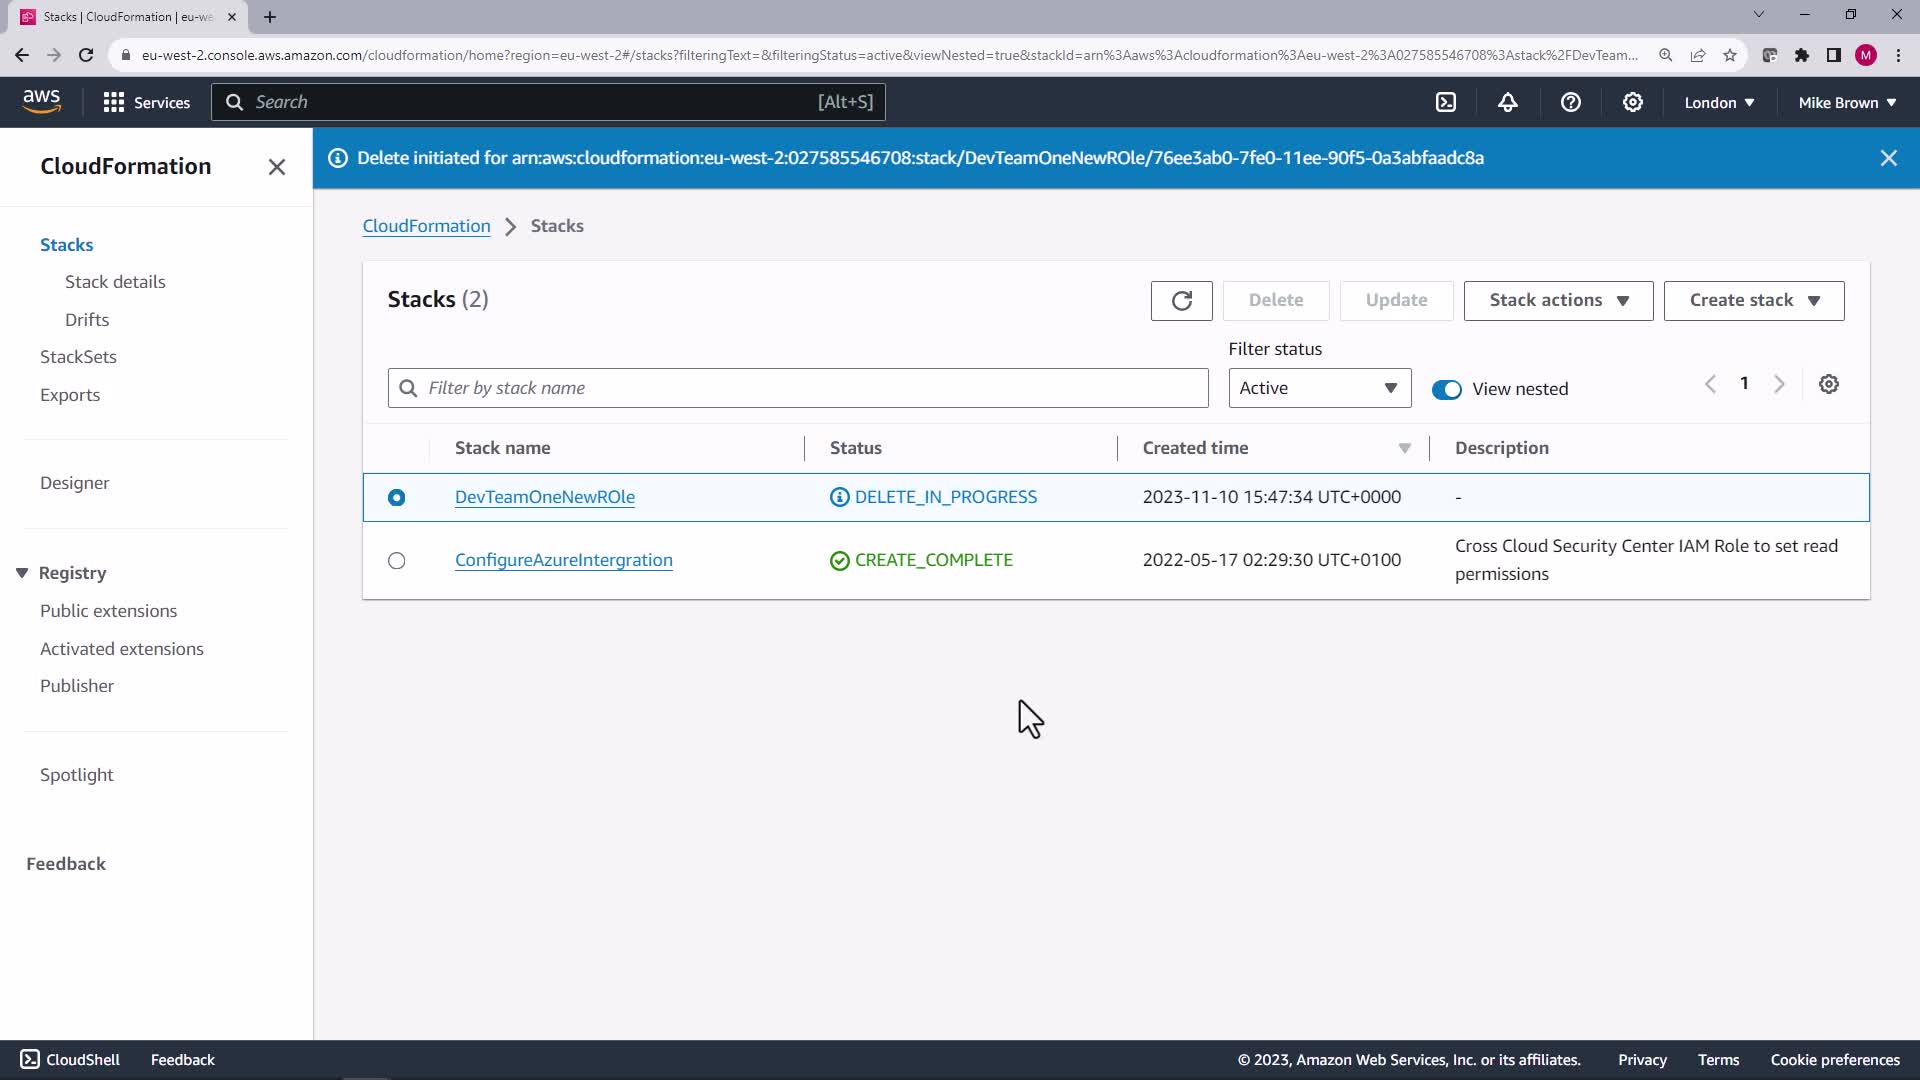 Stacks | CloudFormation | eu-we
eu-west-2.console.aws.amazon.com/cloudformation/home?region=eu-west-2#/stacks?filteringText=&filteringStatus=active&viewNested=true&stackId=arn%3Aaws%3Acloudformation%3Aeu-west-2%3A027585546708%3Astack%2FDevTeam...
M
aws
Services
Search
[Alt+S]
London
Mike Brown
CloudFormation
Delete initiated for arn:aws:cloudformation:eu-west-2:027585546708:stack/DevTeamOneNewROle/76ee3ab0-7fe0-11ee-90f5-0a3abfaadc8a
Stacks
Stack details
Drifts
StackSets
Exports
Designer
Registry
Public extensions
Activated extensions
Publisher
Spotlight
Feedback
CloudFormation > Stacks
Stacks (2)
Delete
Update
Stack actions
Create stack
Filter status
Filter by stack name
Active
View nested
1
Stack name Status Created time Description
DevTeamOneNewROle DELETE_IN_PROGRESS 2023-11-10 15:47:34 UTC+0000 -
ConfigureAzureIntergration CREATE_COMPLETE 2022-05-17 02:29:30 UTC+0100 Cross Cloud Security Center IAM Role to set read
permissions
CloudShell
Feedback
© 2023, Amazon Web Services, Inc. or its affiliates.
Privacy
Terms
Cookie preferences